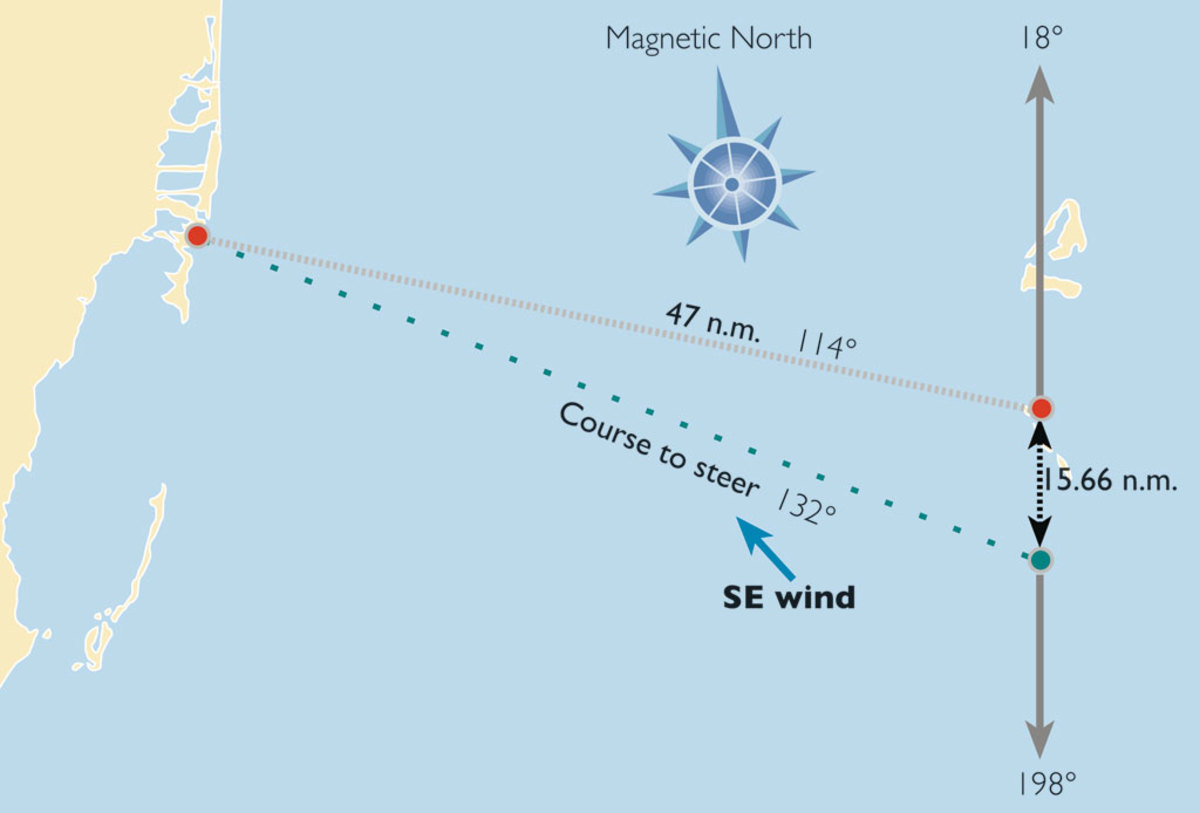 Magnetic North
18°
47 n.m. 114°
Course to steer 132°
15.66 n.m.
SE wind
198°